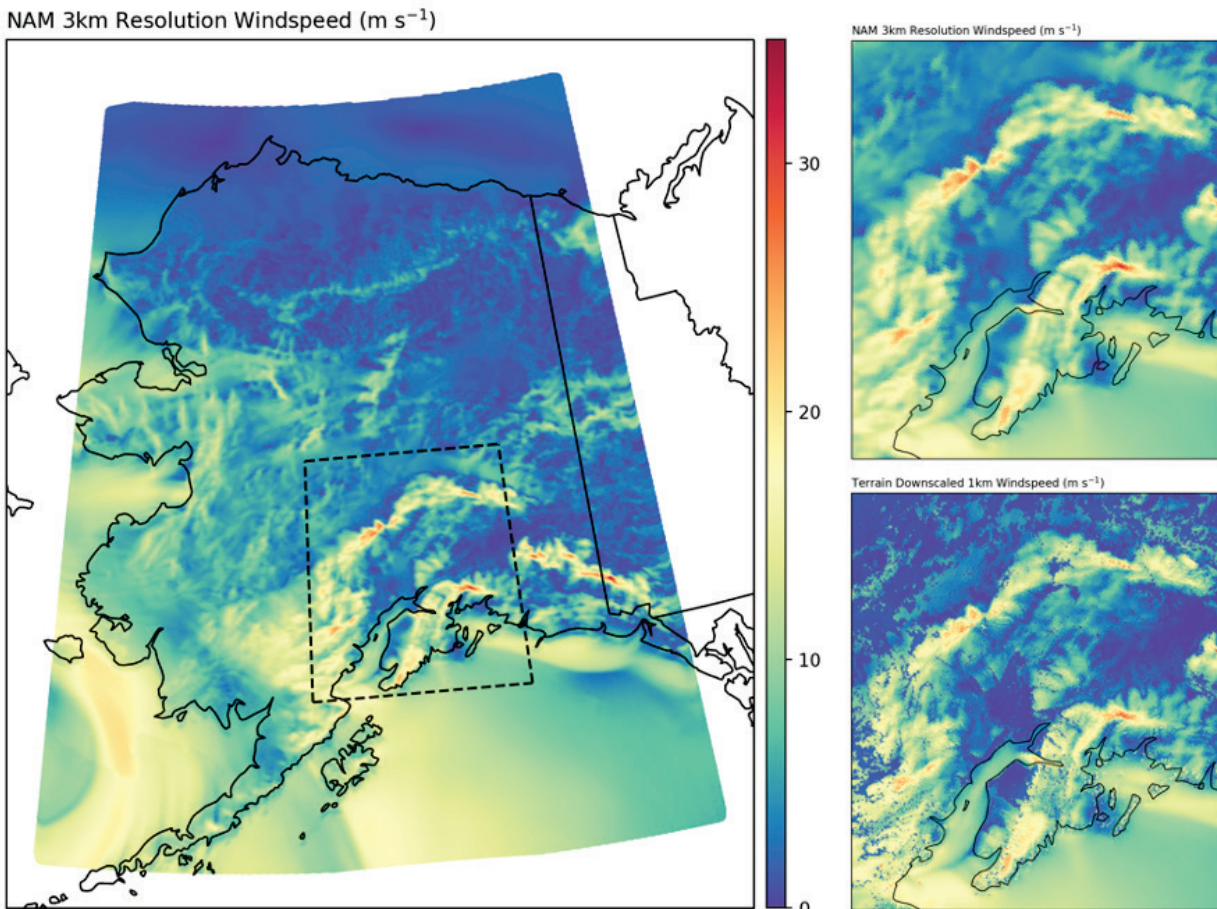 NAM 3km Resolution Windspeed (m s⁻¹)
30
20
10
0
NAM 3km Resolution Windspeed (m s⁻¹)
Terrain Downscaled 1km Windspeed (m s⁻¹)